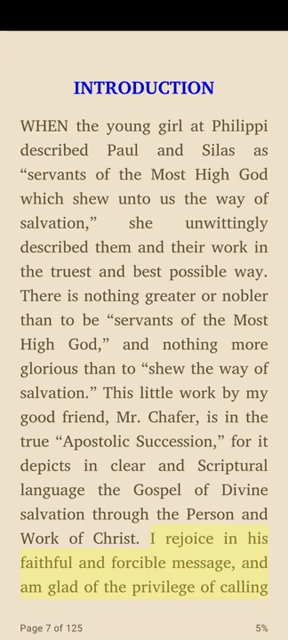 INTRODUCTION
WHEN the young girl at Philippi
described Paul and Silas as
“servants of the Most High God
which shew unto us the way of
salvation,” she unwittingly
described them and their work in
the truest and best possible way.
There is nothing greater or nobler
than to be “servants of the Most
High God,” and nothing more
glorious than to “shew the way of
salvation.” This little work by my
good friend, Mr. Chafer, is in the
true “Apostolic Succession,” for it
depicts in clear and Scriptural
language the Gospel of Divine
salvation through the Person and
Work of Christ. I rejoice in his
faithful and forcible message, and
am glad of the privilege of calling
Page 7 of 125 5%